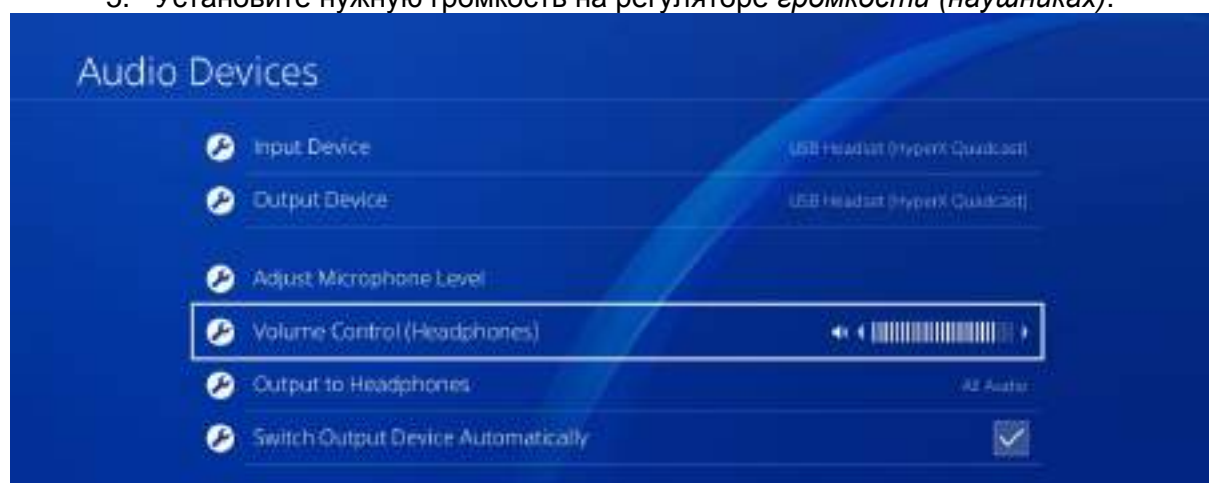 Установите нужную громкость на регуляторе громкости (наушниках).
Audio Devices
Input Device USB Headset (HyperX Quadcast)
Output Device USB Headset (HyperX Quadcast)
Adjust Microphone Level
Volume Control (Headphones)
Output to Headphones All Audio
Switch Output Device Automatically